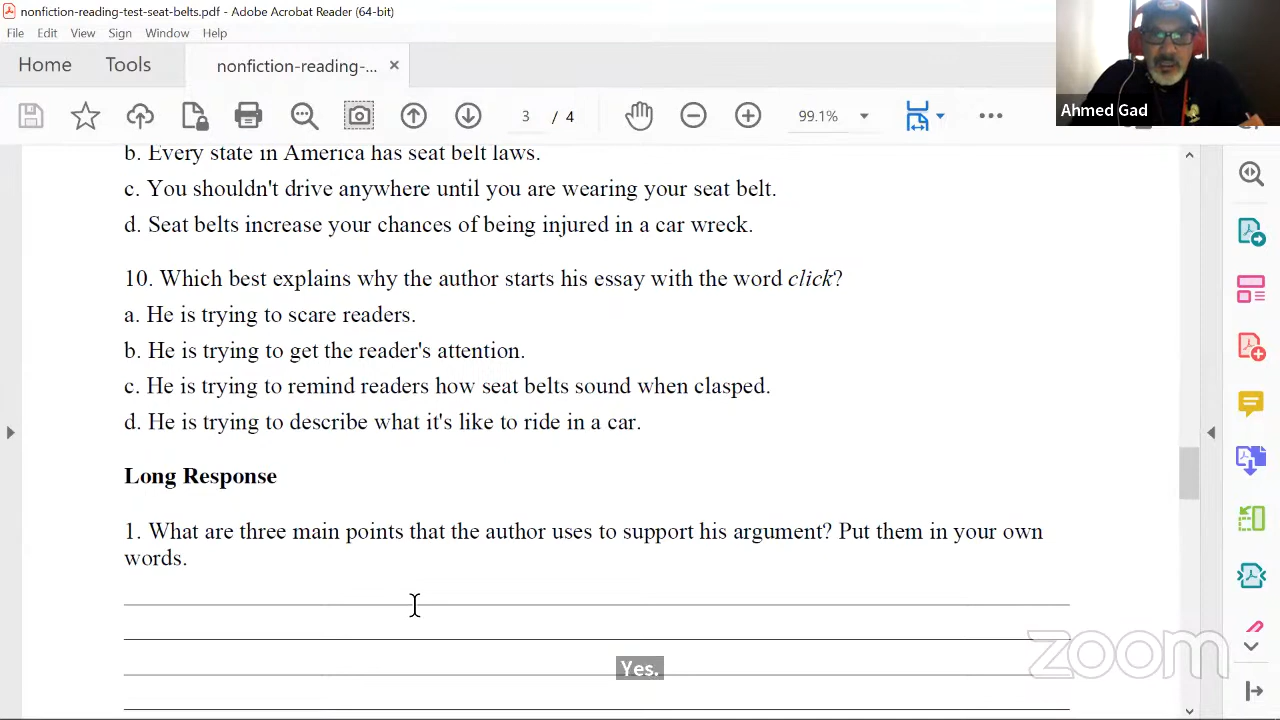 nonfiction-reading-test-seat-belts.pdf - Adobe Acrobat Reader (64-bit)
File Edit View Sign Window Help
Home Tools nonfiction-reading-...
3 / 4 99.1%
Ahmed Gad
b. Every state in America has seat belt laws.
c. You shouldn't drive anywhere until you are wearing your seat belt.
d. Seat belts increase your chances of being injured in a car wreck.
10. Which best explains why the author starts his essay with the word click?
a. He is trying to scare readers.
b. He is trying to get the reader's attention.
c. He is trying to remind readers how seat belts sound when clasped.
d. He is trying to describe what it's like to ride in a car.
Long Response
1. What are three main points that the author uses to support his argument? Put them in your own
words.
zoom
Yes.